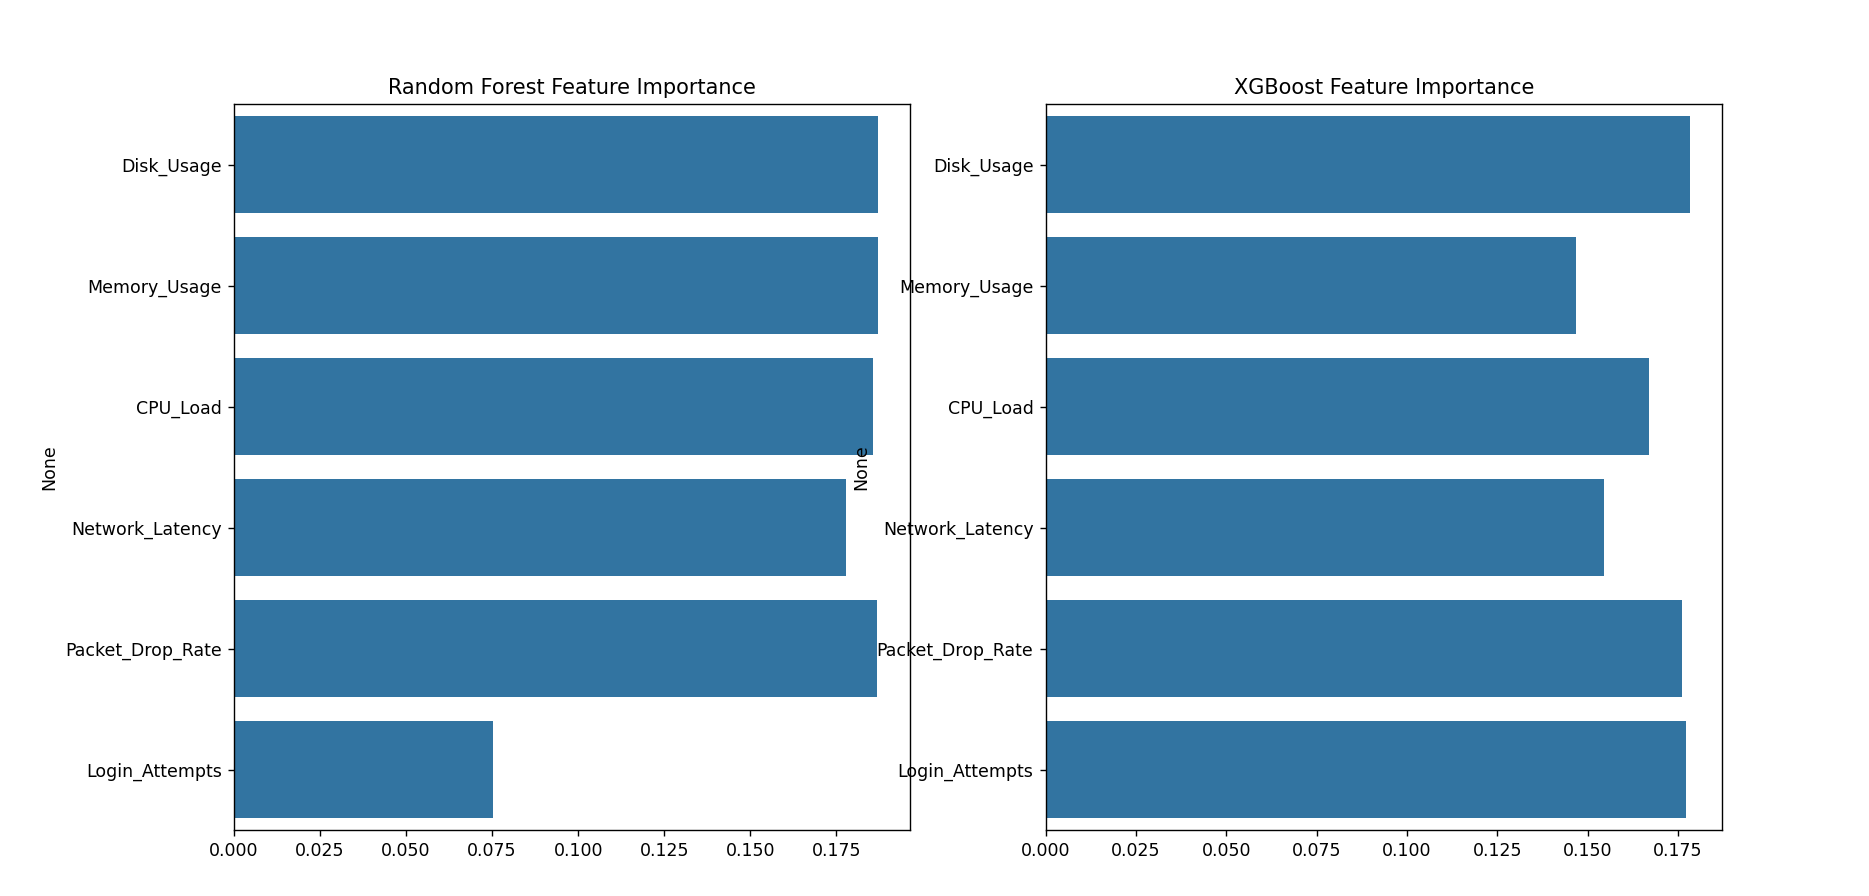 Random Forest Feature Importance
Disk_Usage
Memory_Usage
CPU_Load
Network_Latency
Packet_Drop_Rate
Login_Attempts
None
0.000 0.025 0.050 0.075 0.100 0.125 0.150 0.175
XGBoost Feature Importance
Disk_Usage
Memory_Usage
CPU_Load
Network_Latency
Packet_Drop_Rate
Login_Attempts
None
0.000 0.025 0.050 0.075 0.100 0.125 0.150 0.175